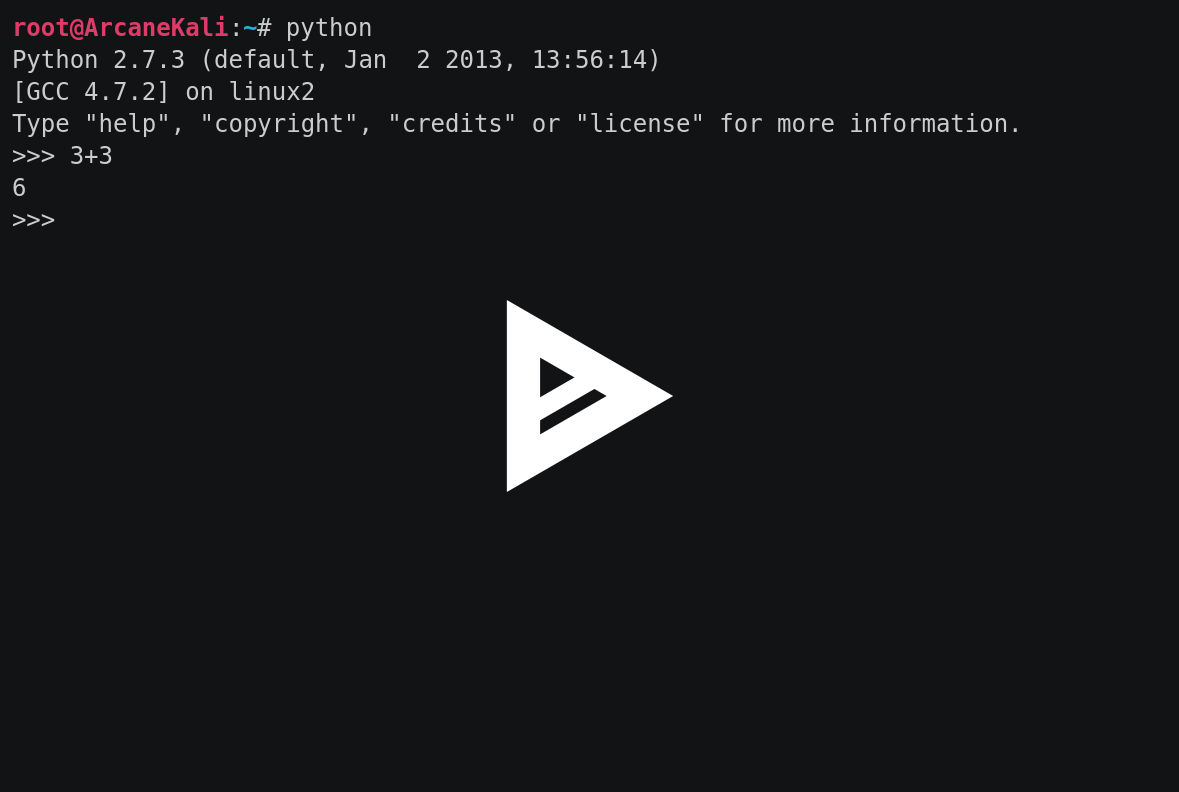 root@ArcaneKali:~# python
Python 2.7.3 (default, Jan  2 2013, 13:56:14)
[GCC 4.7.2] on linux2
Type "help", "copyright", "credits" or "license" for more information.
>>> 3+3
6
>>>